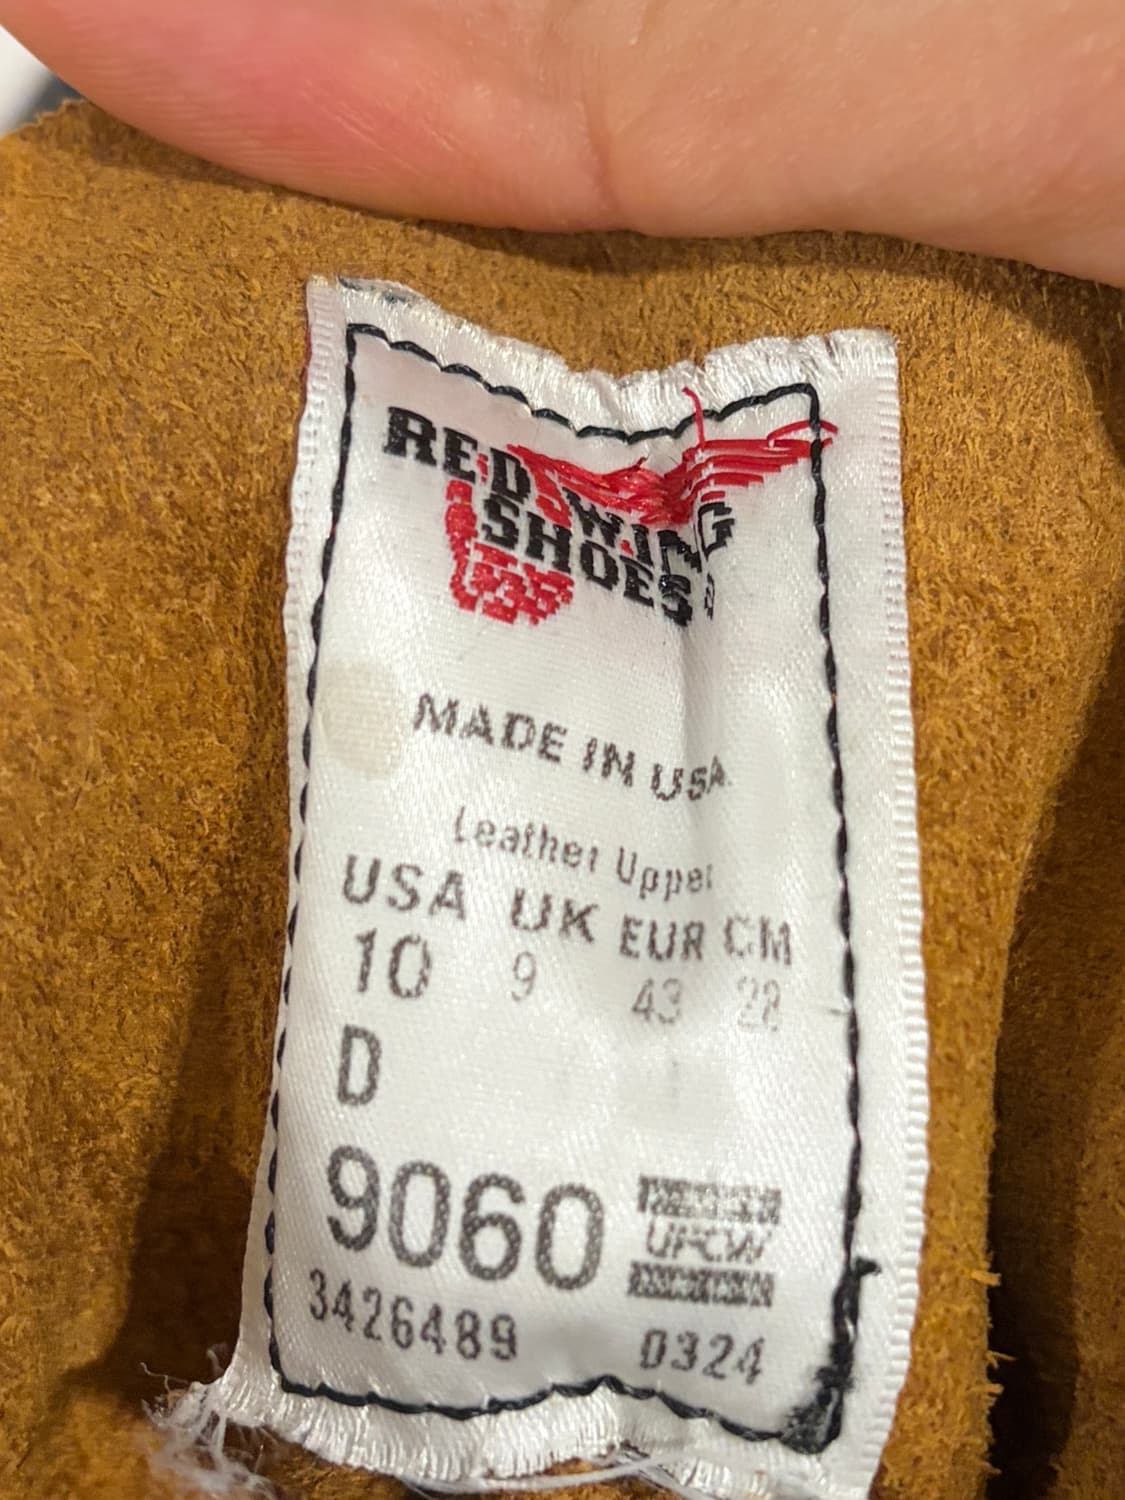 RED WING
SHOES®
MADE IN USA
Leather Upper
USA UK EUR CM
10 9 43 28
D
9060
UFCW
3426489 0324